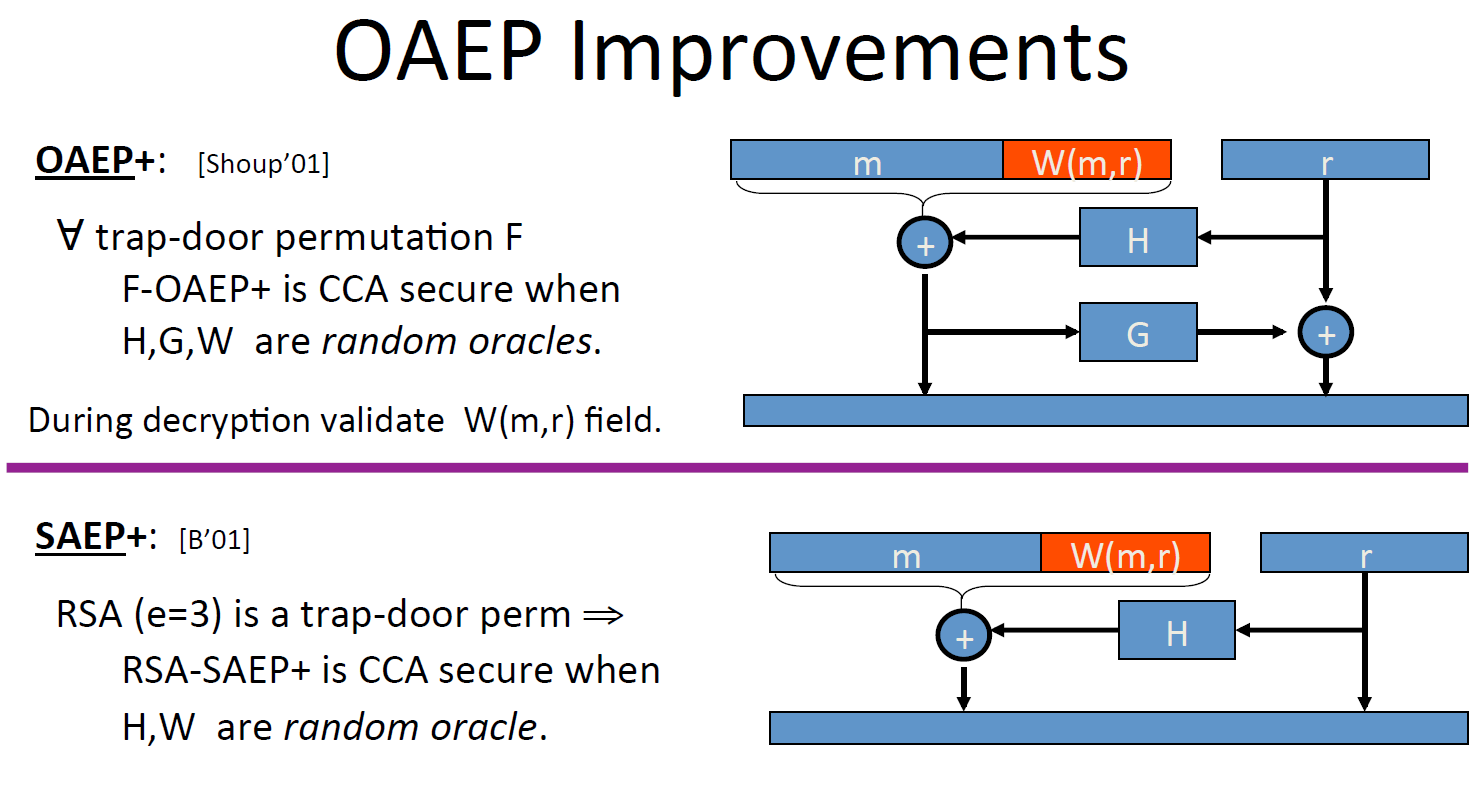 OAEP Improvements
OAEP+: [Shoup'01]
∀ trap-door permutation F
F-OAEP+ is CCA secure when
H,G,W are random oracles.
During decryption validate W(m,r) field.
m W(m,r) r
+ H
G +
SAEP+: [B'01]
RSA (e=3) is a trap-door perm ⇒
RSA-SAEP+ is CCA secure when
H,W are random oracle.
m W(m,r) r
+ H